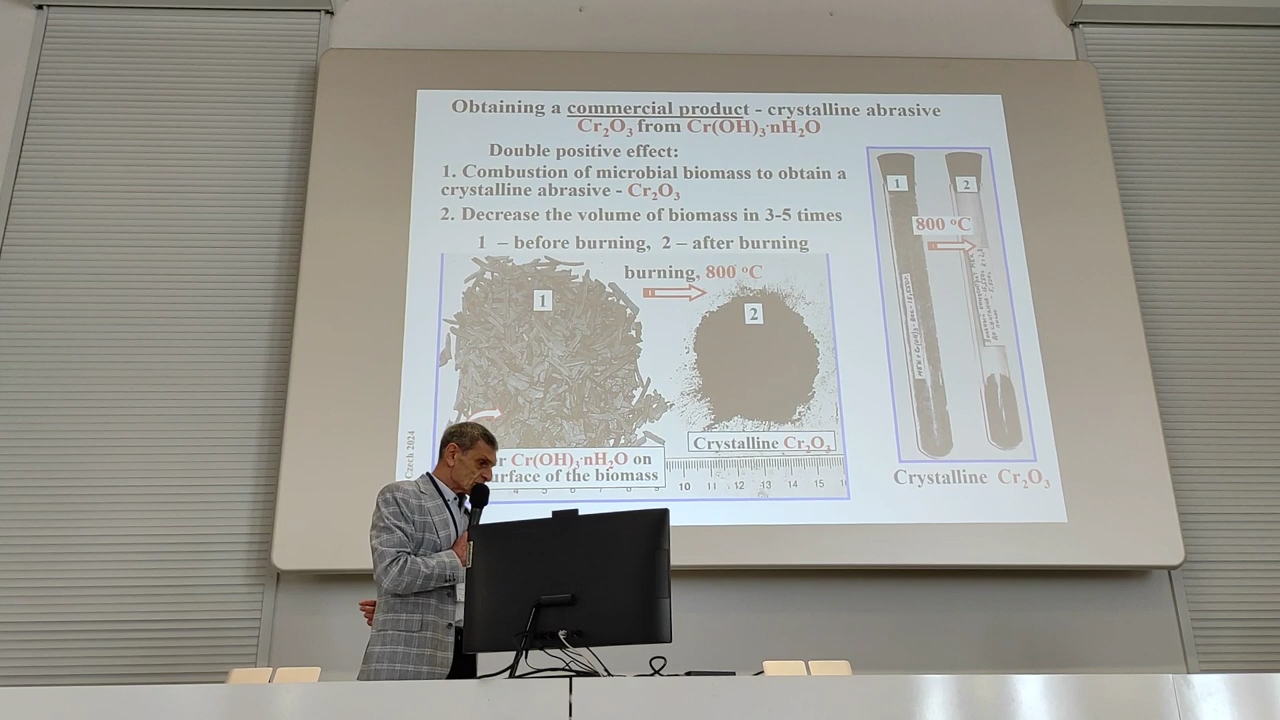 Obtaining a commercial product - crystalline abrasive
Cr₂O₃ from Cr(OH)₃·nH₂O
Double positive effect:
1. Combustion of microbial biomass to obtain a
crystalline abrasive - Cr₂O₃
2. Decrease the volume of biomass in 3-5 times
1 – before burning, 2 – after burning
burning, 800 °C
1
2
Crystalline Cr₂O₃
r Cr(OH)₃·nH₂O on
urface of the biomass
10 11 12 13 14 15
Czech 2024
1
2
800 °C
Crystalline Cr₂O₃